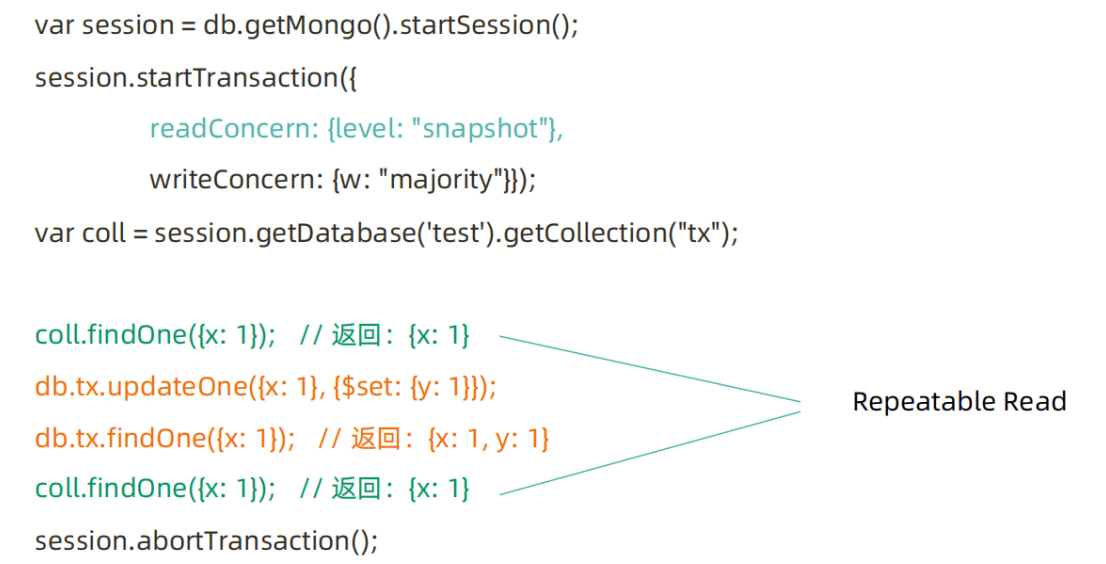 var session = db.getMongo().startSession();
session.startTransaction({
readConcern: {level: "snapshot"},
writeConcern: {w: "majority"}});
var coll = session.getDatabase('test').getCollection("tx");
coll.findOne({x: 1}); // 返回：{x: 1}
db.tx.updateOne({x: 1}, {$set: {y: 1}});
db.tx.findOne({x: 1}); // 返回：{x: 1, y: 1}
coll.findOne({x: 1}); // 返回：{x: 1}
session.abortTransaction();
Repeatable Read